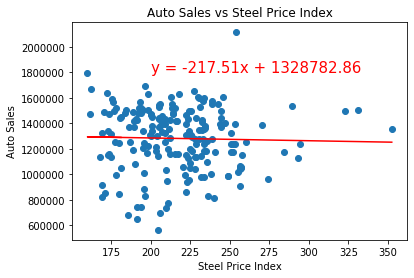 Auto Sales vs Steel Price Index
2000000
1800000
1600000
1400000
1200000
1000000
800000
600000
y = -217.51x + 1328782.86
Auto Sales
175 200 225 250 275 300 325 350
Steel Price Index